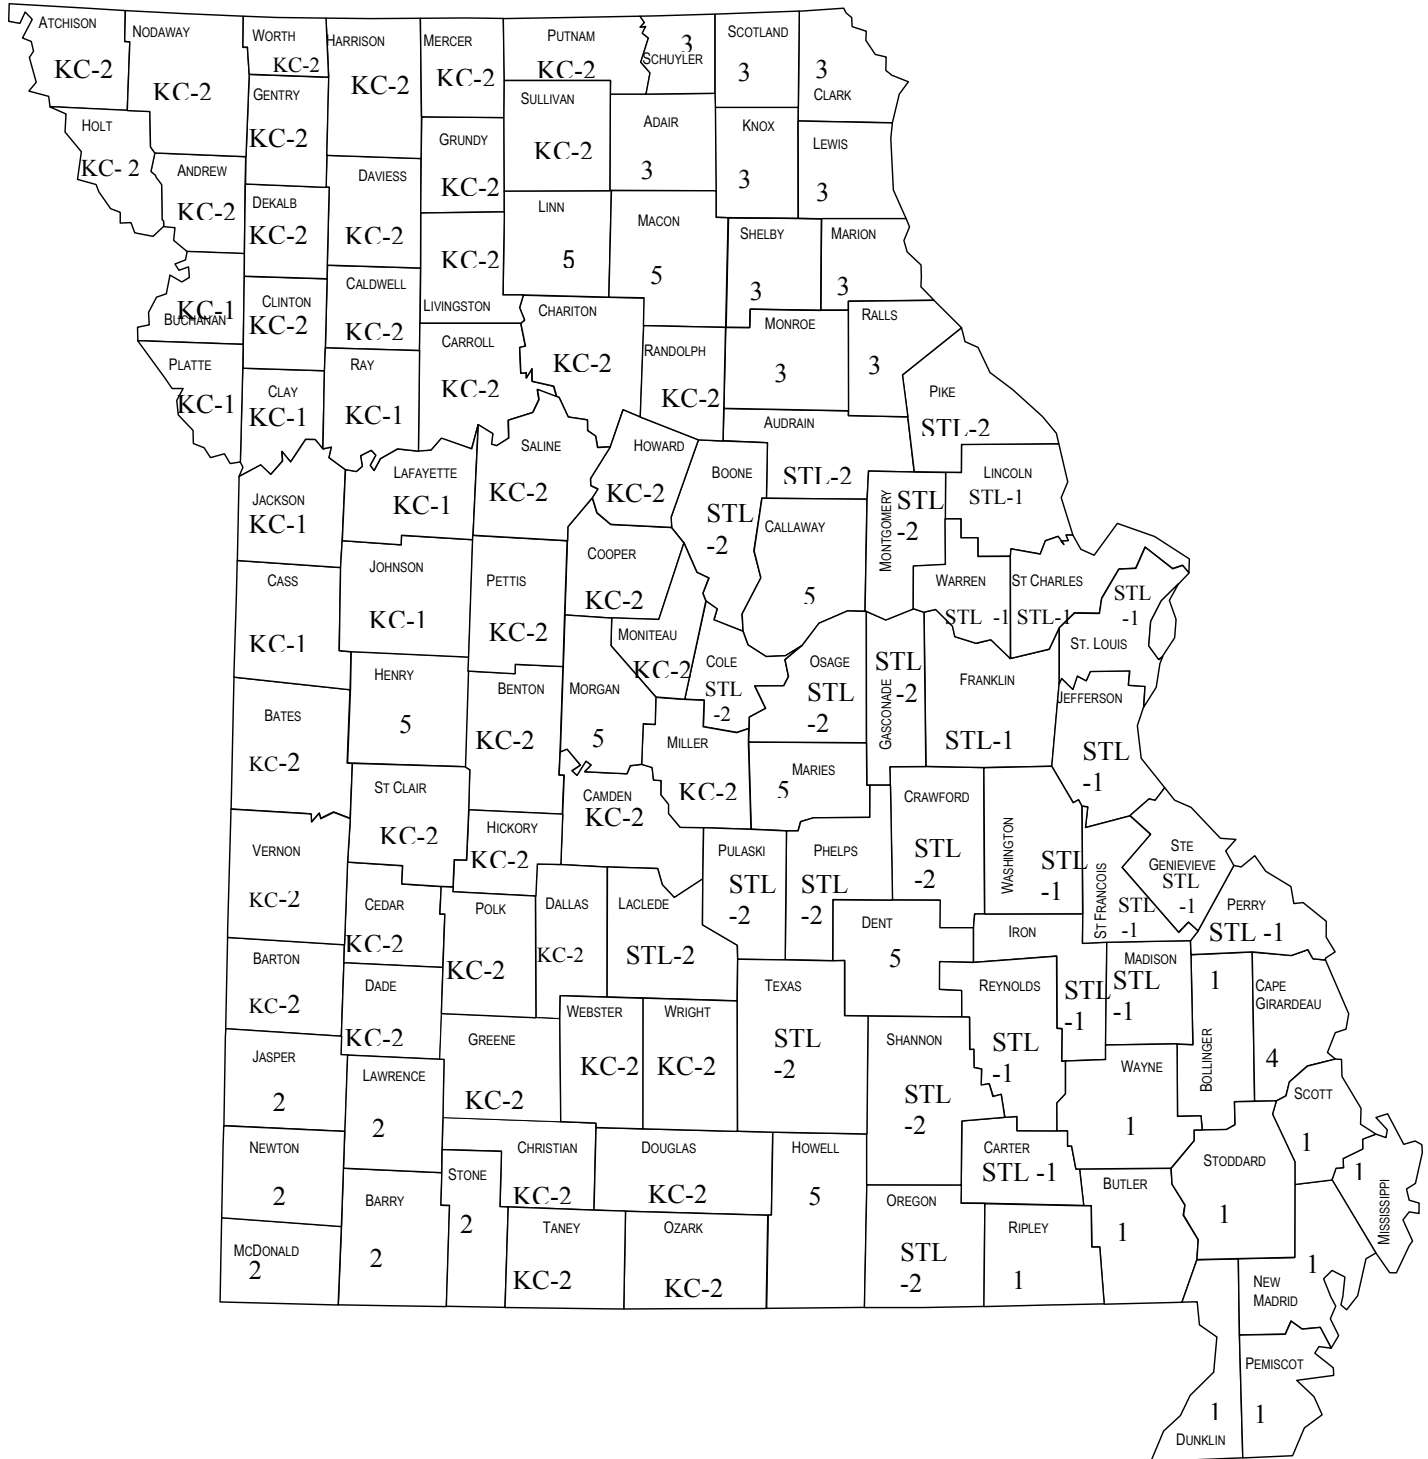 ATCHISON
KC-2
NODAWAY
KC-2
WORTH
KC-2
HARRISON
KC-2
MERCER
KC-2
PUTNAM
KC-2
3
SCHUYLER
SCOTLAND
3
3
CLARK
HOLT
KC- 2
GENTRY
KC-2
GRUNDY
KC-2
SULLIVAN
KC-2
ADAIR
3
KNOX
3
LEWIS
3
ANDREW
KC-2
DEKALB
KC-2
DAVIESS
KC-2
KC-2
LIVINGSTON
LINN
5
MACON
5
SHELBY
3
MARION
3
KC-1
BUCHANAN
CLINTON
KC-2
CALDWELL
KC-2
CHARITON
KC-2
RANDOLPH
KC-2
MONROE
3
RALLS
3
PLATTE
KC-1
CLAY
KC-1
RAY
KC-1
CARROLL
KC-2
PIKE
STL-2
AUDRAIN
STL-2
SALINE
KC-2
HOWARD
KC-2
BOONE
STL
-2
LINCOLN
STL-1
JACKSON
KC-1
LAFAYETTE
KC-1
MONTGOMERY
STL
-2
CALLAWAY
5
COOPER
KC-2
CASS
KC-1
JOHNSON
KC-1
PETTIS
KC-2
WARREN
STL -1
ST CHARLES
STL-1
STL
-1
ST. LOUIS
MONITEAU
KC-2
COLE
STL
-2
OSAGE
STL
-2
GASCONADE
STL
-2
FRANKLIN
STL-1
JEFFERSON
STL
-1
HENRY
5
BENTON
KC-2
MORGAN
5
BATES
KC-2
MILLER
KC-2
MARIES
5
ST CLAIR
KC-2
CAMDEN
KC-2
CRAWFORD
STL
-2
WASHINGTON
STL
-1
HICKORY
KC-2
VERNON
KC-2
PULASKI
STL
-2
PHELPS
STL
-2
ST FRANCOIS
STL
-1
STE
GENIEVIEVE
STL
-1
PERRY
STL -1
CEDAR
KC-2
POLK
KC-2
DALLAS
KC-2
LACLEDE
STL-2
DENT
5
IRON
STL
-1
BARTON
KC-2
DADE
KC-2
TEXAS
STL
-2
REYNOLDS
STL
-1
MADISON
STL
-1
1
BOLLINGER
CAPE
GIRARDEAU
4
WEBSTER
KC-2
WRIGHT
KC-2
GREENE
KC-2
SHANNON
STL
-2
JASPER
2
LAWRENCE
2
WAYNE
1
SCOTT
1
NEWTON
2
CHRISTIAN
KC-2
DOUGLAS
KC-2
HOWELL
5
CARTER
STL -1
STODDARD
1
1
MISSISSIPPI
STONE
2
BARRY
2
OREGON
STL
-2
RIPLEY
1
BUTLER
1
MCDONALD
2
TANEY
KC-2
OZARK
KC-2
1
NEW
MADRID
PEMISCOT
1
1
DUNKLIN